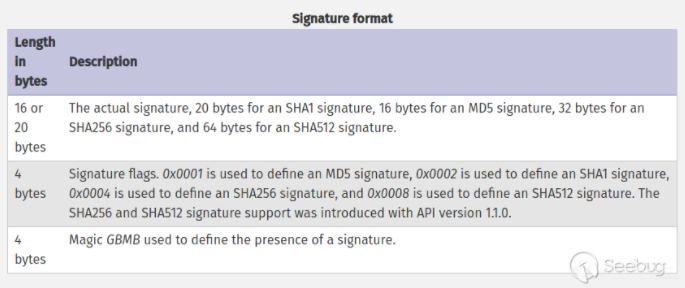 Signature format
Length
in
bytes
Description
16 or
20
bytes
The actual signature, 20 bytes for an SHA1 signature, 16 bytes for an MD5 signature, 32 bytes for an
SHA256 signature, and 64 bytes for an SHA512 signature.
4
bytes
Signature flags. 0x0001 is used to define an MD5 signature, 0x0002 is used to define an SHA1 signature,
0x0004 is used to define an SHA256 signature, and 0x0008 is used to define an SHA512 signature. The
SHA256 and SHA512 signature support was introduced with API version 1.1.0.
4
bytes
Magic GBMB used to define the presence of a signature.
Seebug